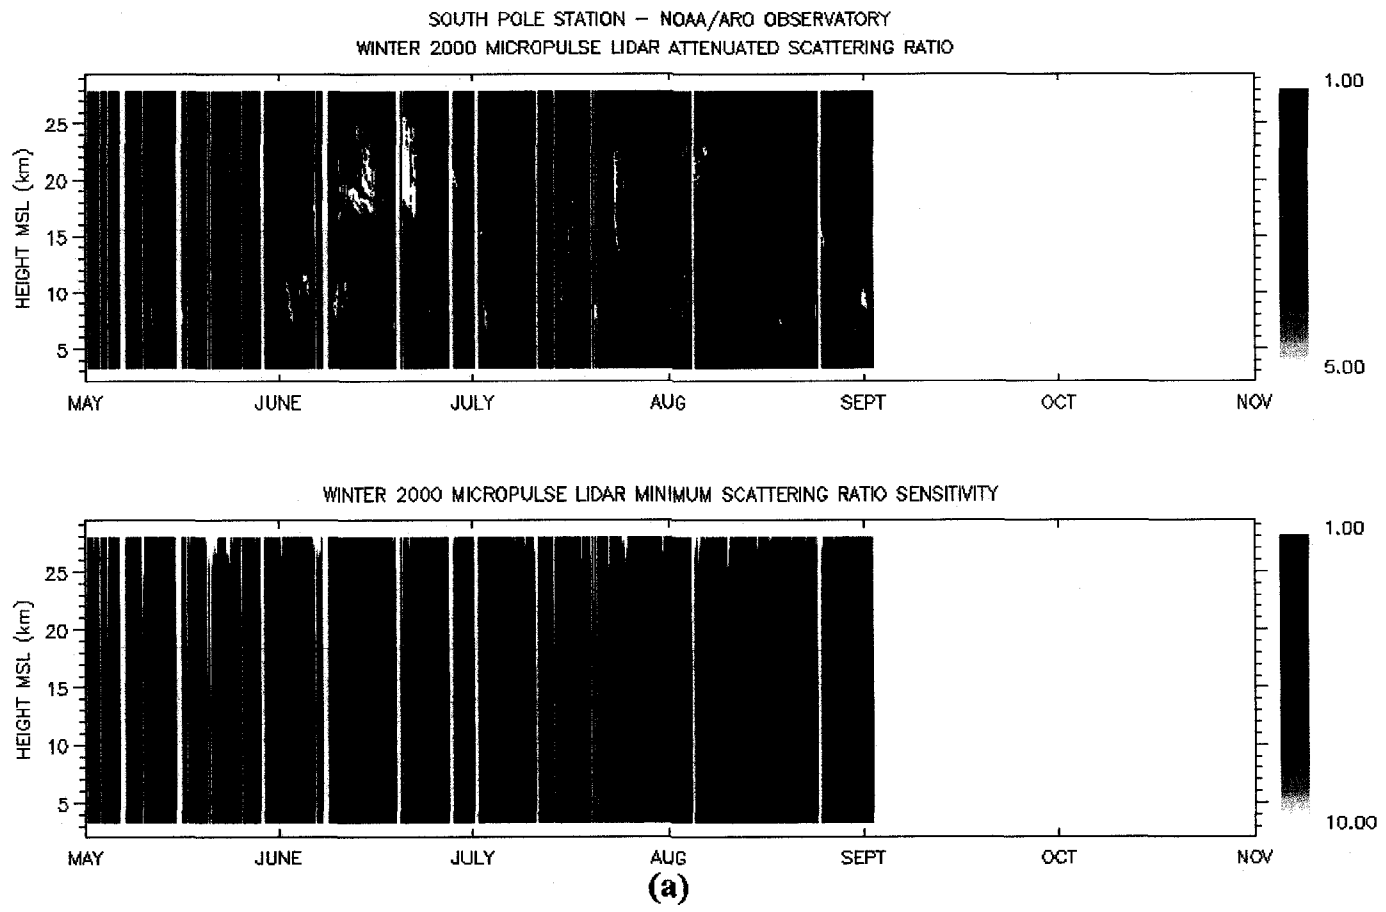 SOUTH POLE STATION – NOAA/ARO OBSERVATORY
WINTER 2000 MICROPULSE LIDAR ATTENUATED SCATTERING RATIO
HEIGHT MSL (km)
25
20
15
10
5
MAY JUNE JULY AUG SEPT OCT NOV
1.00
5.00
WINTER 2000 MICROPULSE LIDAR MINIMUM SCATTERING RATIO SENSITIVITY
HEIGHT MSL (km)
25
20
15
10
5
MAY JUNE JULY AUG SEPT OCT NOV
1.00
10.00
(a)